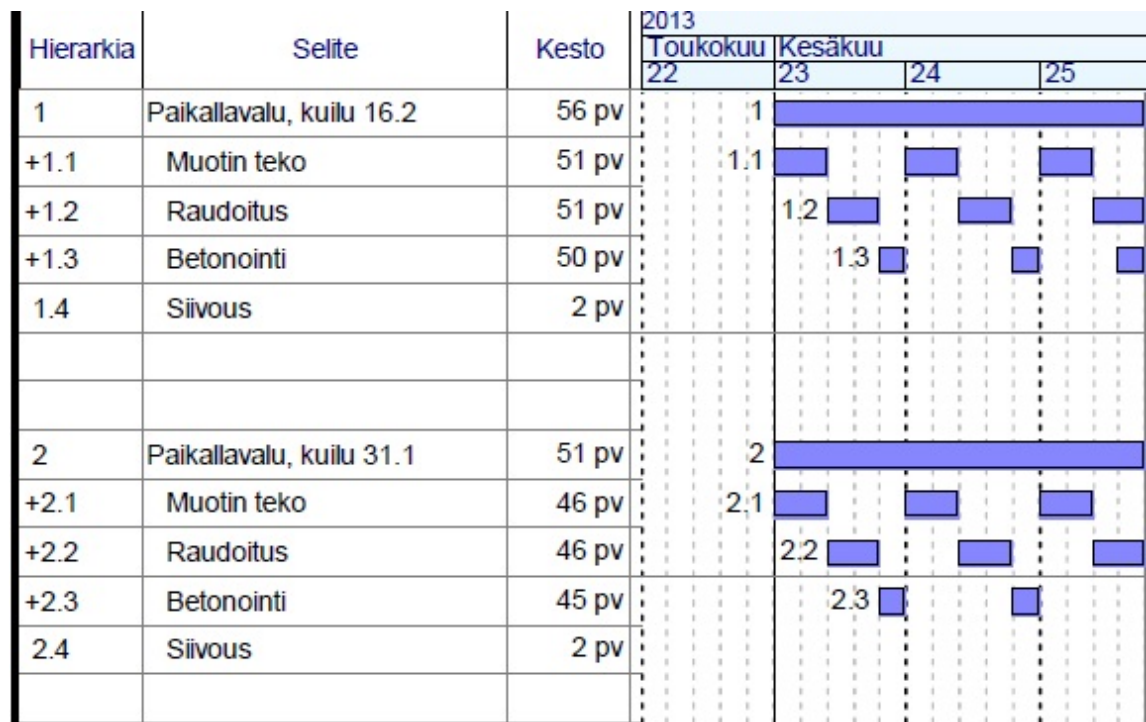 2013
Hierarkia Selite Kesto Toukokuu Kesäkuu
22 23 24 25
1 Paikallavalu, kuilu 16.2 56 pv 1
+1.1 Muotin teko 51 pv 1.1
+1.2 Raudoitus 51 pv 1.2
+1.3 Betonointi 50 pv 1.3
1.4 Siivous 2 pv
2 Paikallavalu, kuilu 31.1 51 pv 2
+2.1 Muotin teko 46 pv 2.1
+2.2 Raudoitus 46 pv 2.2
+2.3 Betonointi 45 pv 2.3
2.4 Siivous 2 pv